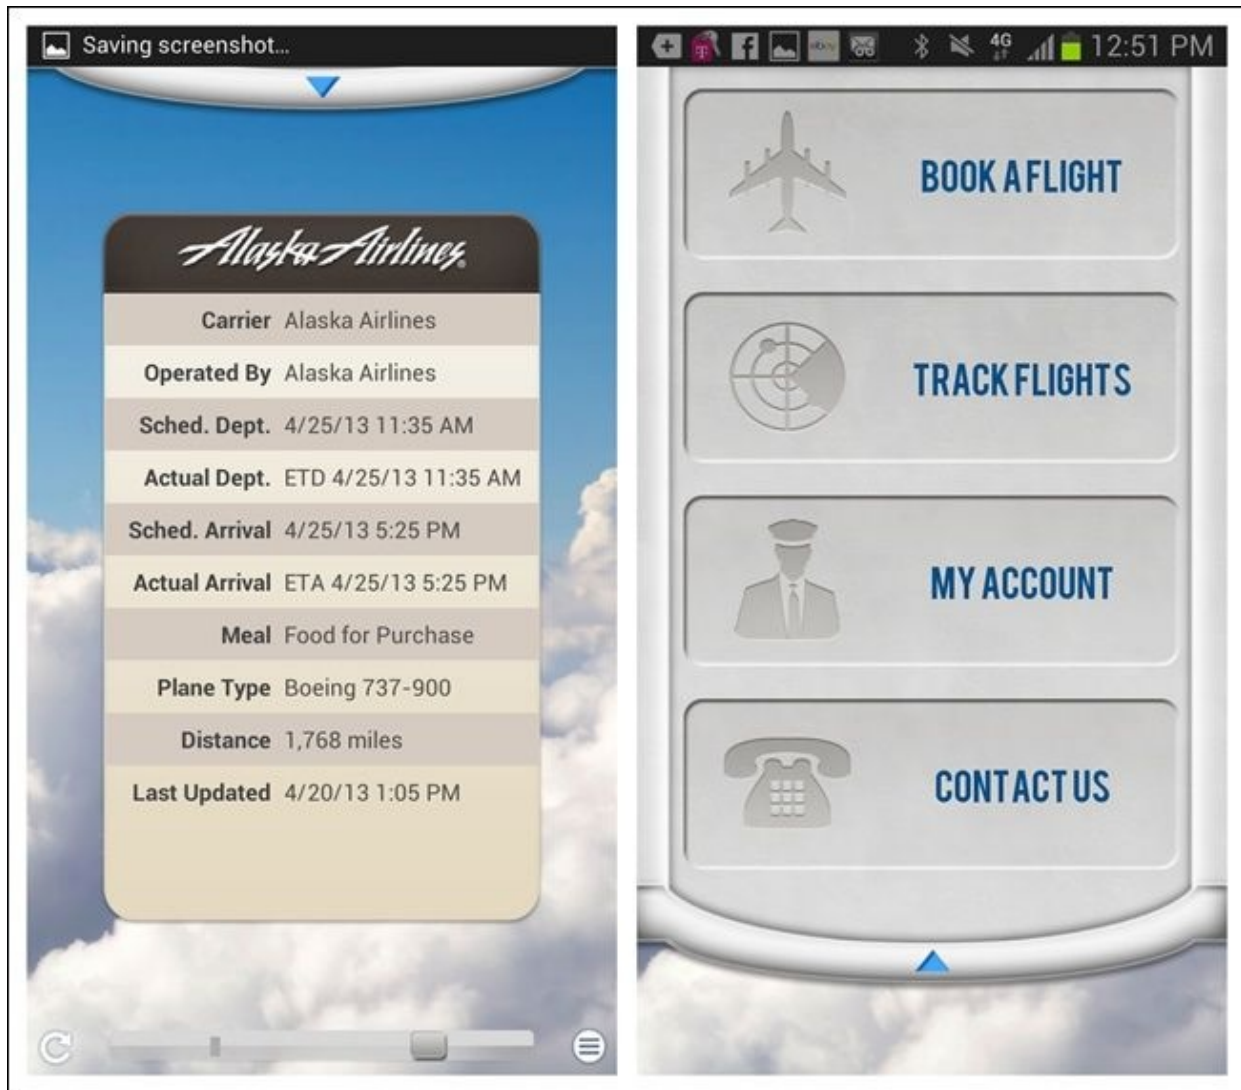 Saving screenshot...
Alaska Airlines
Carrier Alaska Airlines
Operated By Alaska Airlines
Sched. Dept. 4/25/13 11:35 AM
Actual Dept. ETD 4/25/13 11:35 AM
Sched. Arrival 4/25/13 5:25 PM
Actual Arrival ETA 4/25/13 5:25 PM
Meal Food for Purchase
Plane Type Boeing 737-900
Distance 1,768 miles
Last Updated 4/20/13 1:05 PM
4G 12:51 PM
BOOK A FLIGHT
TRACK FLIGHTS
MY ACCOUNT
CONTACT US